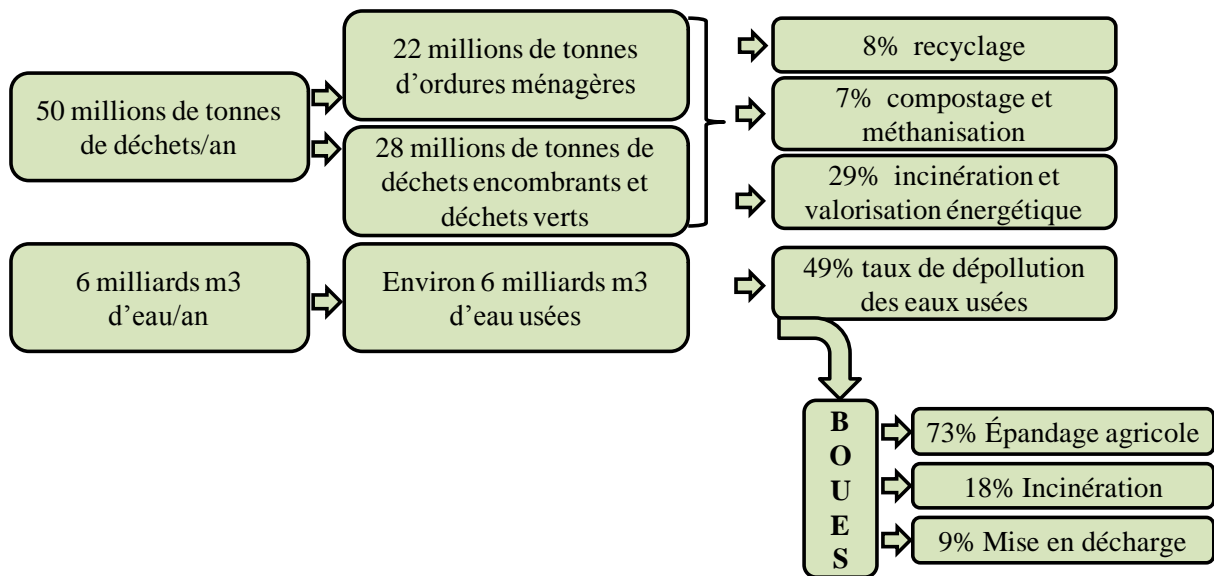 50 millions de tonnes
de déchets/an
22 millions de tonnes
d’ordures ménagères
28 millions de tonnes de
déchets encombrants et
déchets verts
8% recyclage
7% compostage et
méthanisation
29% incinération et
valorisation énergétique
6 milliards m3
d’eau/an
Environ 6 milliards m3
d’eau usées
49% taux de dépollution
des eaux usées
B
O
U
E
S
73% Épandage agricole
18% Incinération
9% Mise en décharge